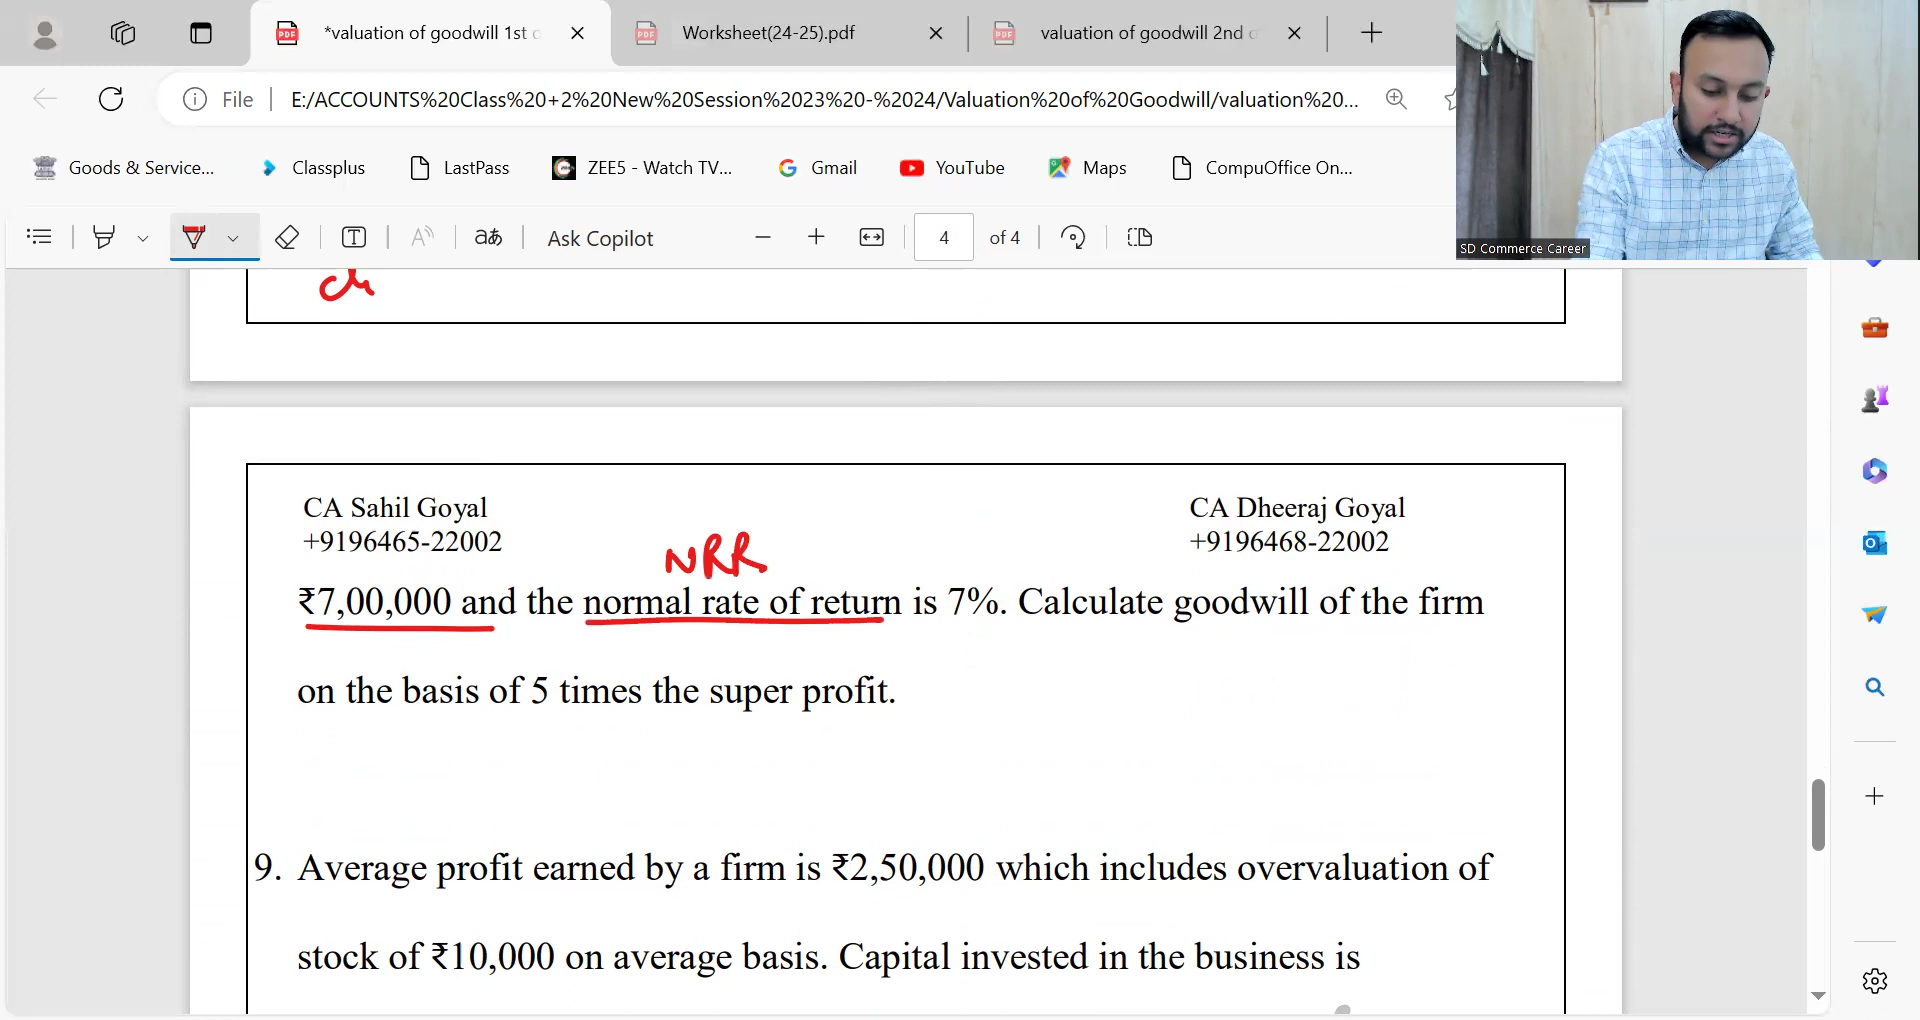 *valuation of goodwill 1st c
Worksheet(24-25).pdf
valuation of goodwill 2nd c
File
E:/ACCOUNTS%20Class%20+2%20New%20Session%2023%20-%2024/Valuation%20of%20Goodwill/valuation%20...
Goods & Service...
Classplus
LastPass
ZEE5 - Watch TV...
Gmail
YouTube
Maps
CompuOffice On...
SD Commerce Career
Ask Copilot
4
of 4
CA Sahil Goyal
CA Dheeraj Goyal
+9196465-22002
+9196468-22002
NRR
₹7,00,000 and the normal rate of return is 7%. Calculate goodwill of the firm
on the basis of 5 times the super profit.
9. Average profit earned by a firm is ₹2,50,000 which includes overvaluation of
stock of ₹10,000 on average basis. Capital invested in the business is